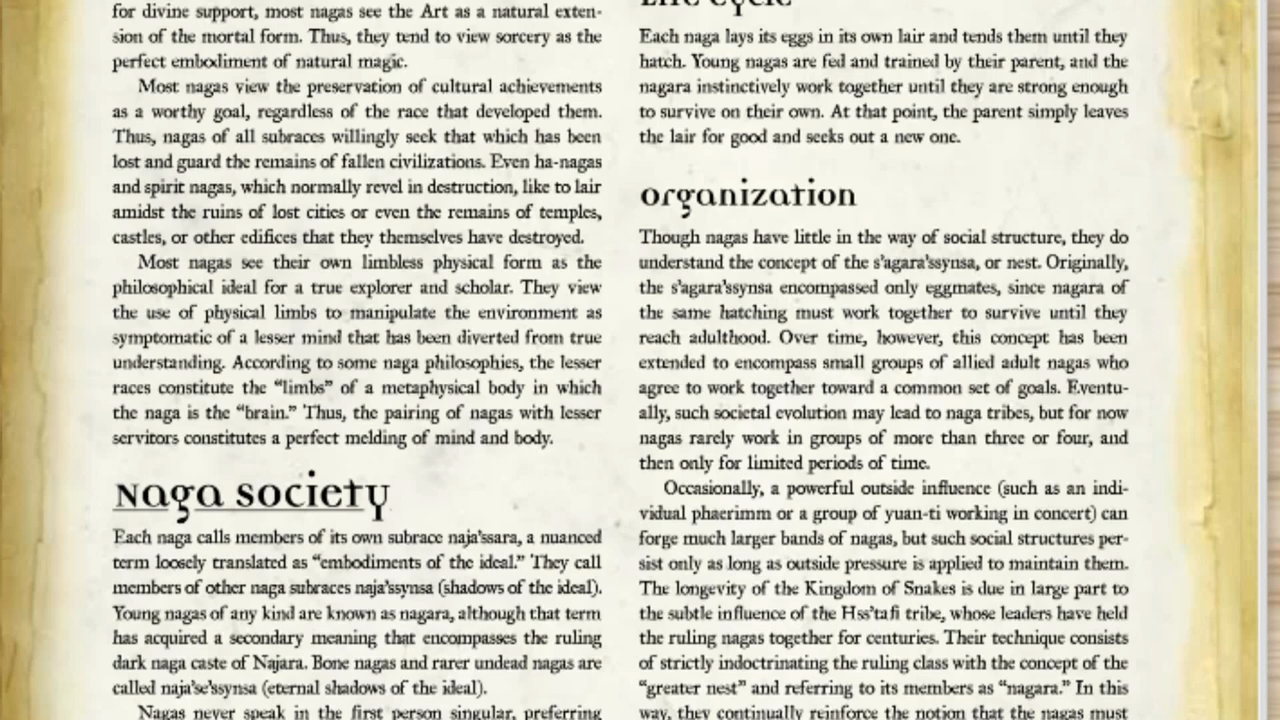 for divine support, most nagas see the Art as a natural exten-
sion of the mortal form. Thus, they tend to view sorcery as the
perfect embodiment of natural magic.
Most nagas view the preservation of cultural achievements
as a worthy goal, regardless of the race that developed them.
Thus, nagas of all subraces willingly seek that which has been
lost and guard the remains of fallen civilizations. Even ha-nagas
and spirit nagas, which normally revel in destruction, like to lair
amidst the ruins of lost cities or even the remains of temples,
castles, or other edifices that they themselves have destroyed.
Most nagas see their own limbless physical form as the
philosophical ideal for a true explorer and scholar. They view
the use of physical limbs to manipulate the environment as
symptomatic of a lesser mind that has been diverted from true
understanding. According to some naga philosophies, the lesser
races constitute the “limbs” of a metaphysical body in which
the naga is the “brain.” Thus, the pairing of nagas with lesser
servitors constitutes a perfect melding of mind and body.
Naga society
Each naga calls members of its own subrace naja'ssara, a nuanced
term loosely translated as “embodiments of the ideal.” They call
members of other naga subraces naja'ssynsa (shadows of the ideal).
Young nagas of any kind are known as nagara, although that term
has acquired a secondary meaning that encompasses the ruling
dark naga caste of Najara. Bone nagas and rarer undead nagas are
called naja'se'ssynsa (eternal shadows of the ideal).
Nagas never speak in the first person singular, preferring
Life cycle
Each naga lays its eggs in its own lair and tends them until they
hatch. Young nagas are fed and trained by their parent, and the
nagara instinctively work together until they are strong enough
to survive on their own. At that point, the parent simply leaves
the lair for good and seeks out a new one.
organization
Though nagas have little in the way of social structure, they do
understand the concept of the s'agara'ssynsa, or nest. Originally,
the s'agara'ssynsa encompassed only eggmates, since nagara of
the same hatching must work together to survive until they
reach adulthood. Over time, however, this concept has been
extended to encompass small groups of allied adult nagas who
agree to work together toward a common set of goals. Eventu-
ally, such societal evolution may lead to naga tribes, but for now
nagas rarely work in groups of more than three or four, and
then only for limited periods of time.
Occasionally, a powerful outside influence (such as an indi-
vidual phaerimm or a group of yuan-ti working in concert) can
forge much larger bands of nagas, but such social structures per-
sist only as long as outside pressure is applied to maintain them.
The longevity of the Kingdom of Snakes is due in large part to
the subtle influence of the Hss'tafi tribe, whose leaders have held
the ruling nagas together for centuries. Their technique consists
of strictly indoctrinating the ruling class with the concept of the
“greater nest” and referring to its members as “nagara.” In this
way, they continually reinforce the notion that the nagas must